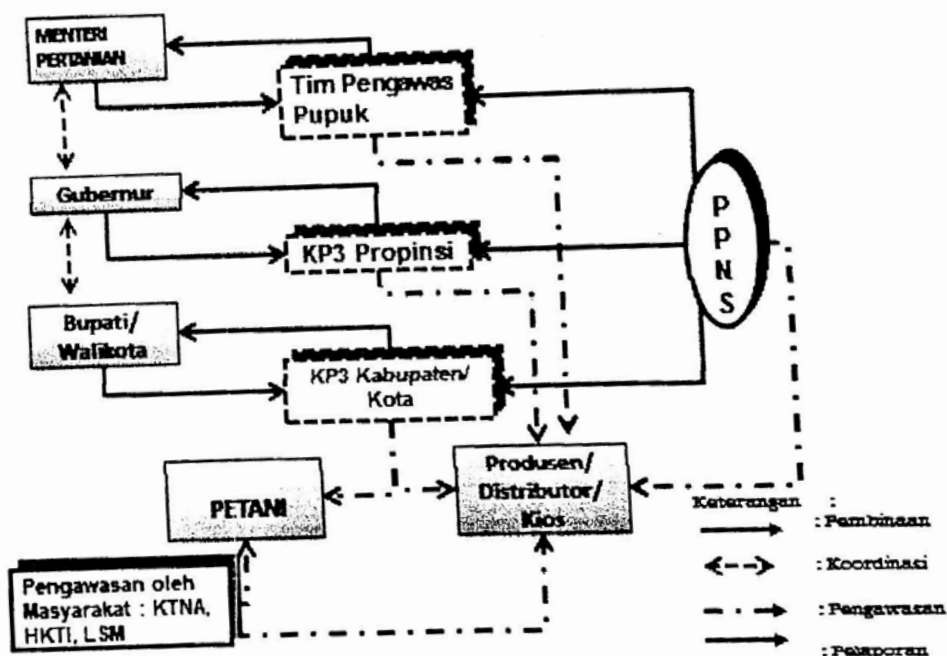 MENTERI
PERTANIAN
Tim Pengawas
Pupuk
Gubernur
KP3 Propinsi
Bupati/
Walikota
KP3 Kabupaten/
Kota
P
P
N
S
PETANI
Produsen/
Distributor/
Kios
Pengawasan oleh
Masyarakat : KTNA,
HKTI, LSM
Keterangan :
: Pembinaan
: Koordinasi
: Pengawasan
: Pelaporan